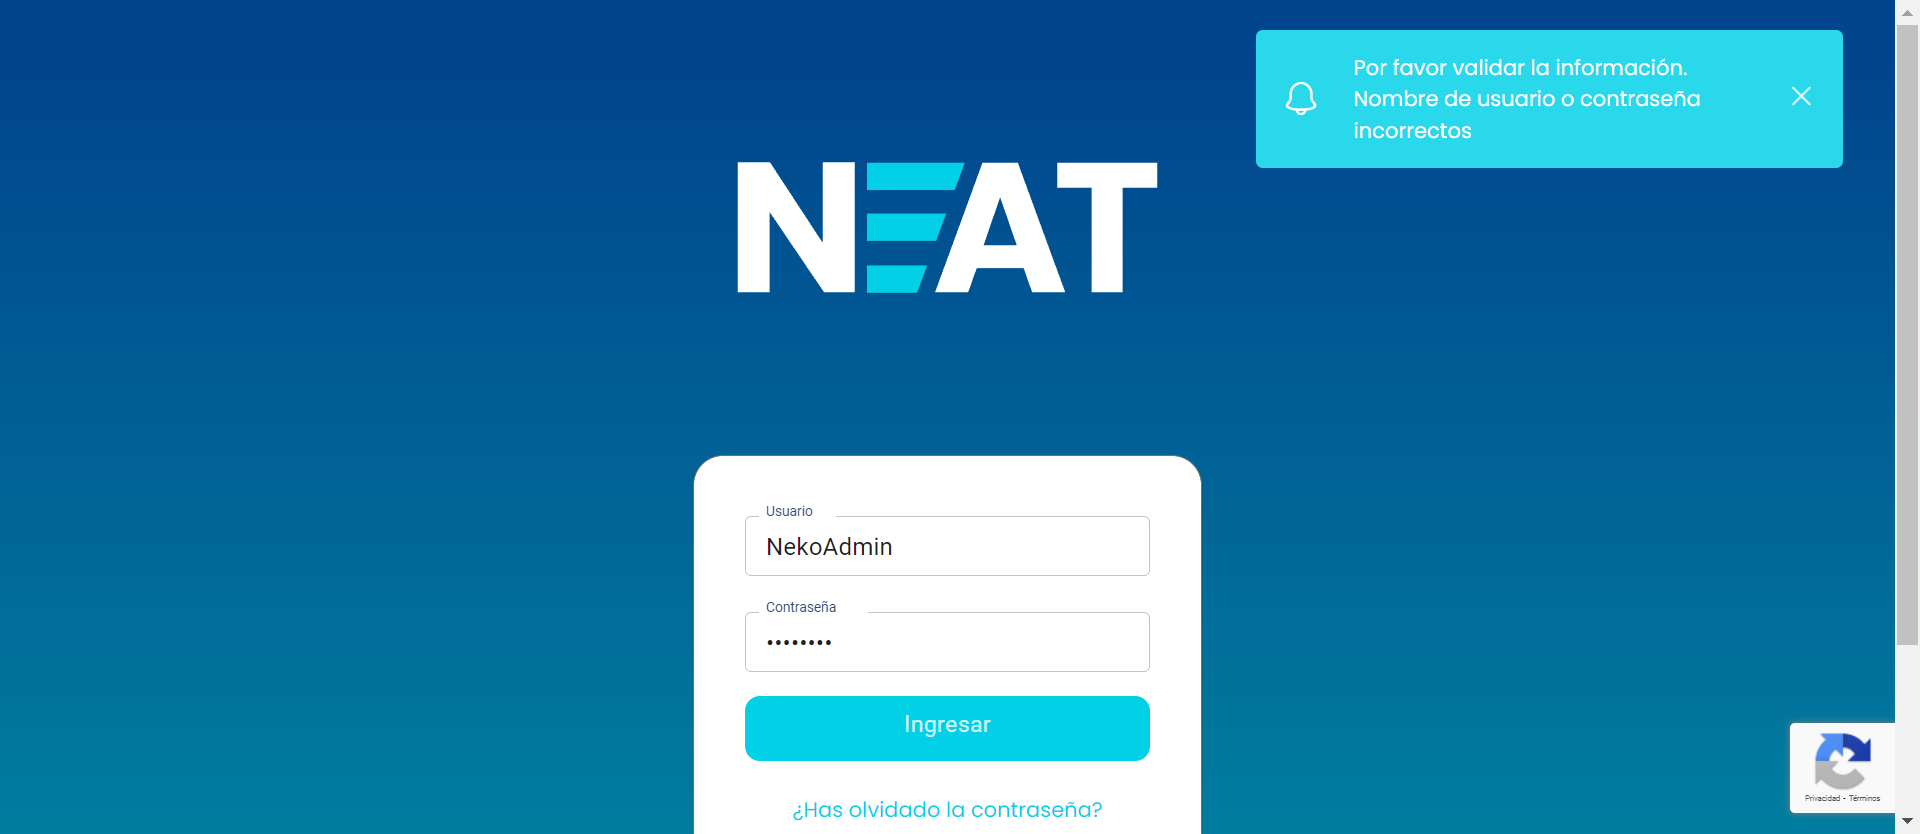 Por favor validar la información.
Nombre de usuario o contraseña
incorrectos
NEAT
Usuario
NekoAdmin
Contraseña
••••••••
Ingresar
¿Has olvidado la contraseña?
Privacidad - Términos